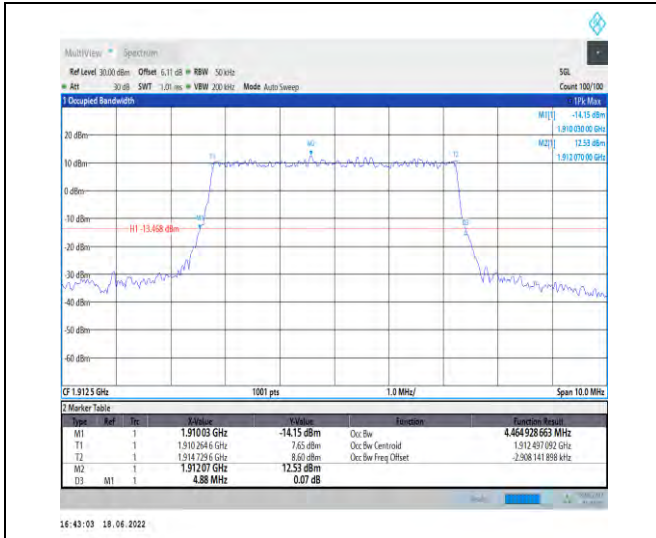 MultiView Spectrum
Ref Level 30.00 dBm Offset 6.11 dB RBW 50 kHz SGL
Att 30 dB SWT 1.01 ms VBW 200 kHz Mode Auto Sweep Count 100/100
1 Occupied Bandwidth 1Pk Max
M1[1] -14.15 dBm
1.910 030 00 GHz
M2[1] 12.53 dBm
1.912 070 00 GHz
20 dBm
M2
T1 T2
10 dBm
0 dBm
-10 dBm
M1 D3
H1 -13.468 dBm
-20 dBm
-30 dBm
-40 dBm
-50 dBm
-60 dBm
CF 1.912 5 GHz 1001 pts 1.0 MHz/ Span 10.0 MHz
2 Marker Table
Type Ref Trc X-Value Y-Value Function Function Result
M1 1 1.910 03 GHz -14.15 dBm Occ Bw 4.464 928 663 MHz
T1 1 1.910 264 6 GHz 7.65 dBm Occ Bw Centroid 1.912 497 092 GHz
T2 1 1.914 729 6 GHz 8.60 dBm Occ Bw Freq Offset -2.908 141 898 kHz
M2 1 1.912 07 GHz 12.53 dBm
D3 M1 1 4.88 MHz 0.07 dB
16:43:03 18.06.2022